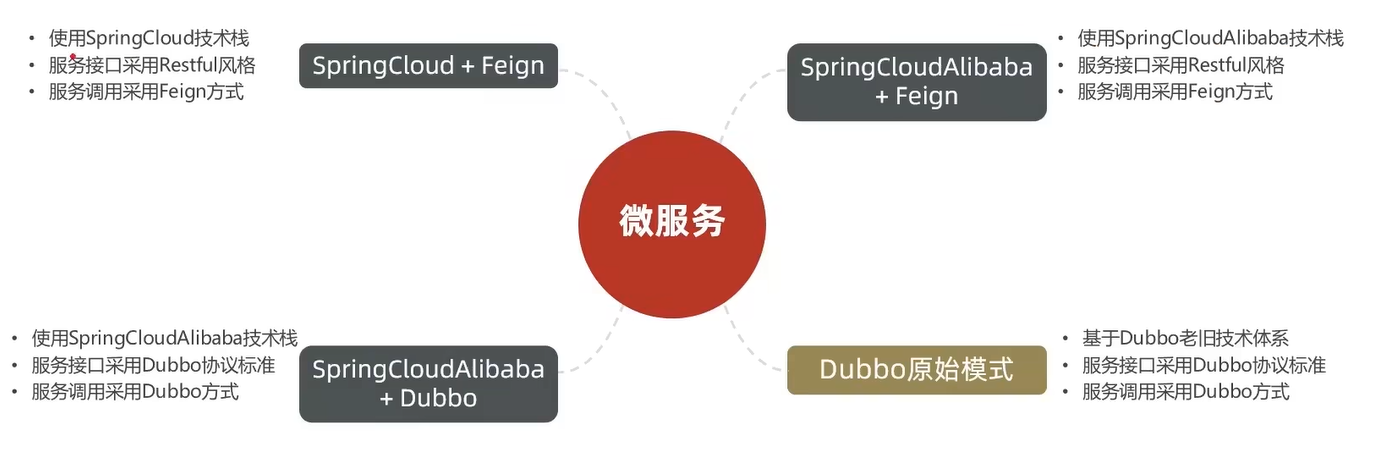 使用SpringCloud技术栈
服务接口采用Restful风格
服务调用采用Feign方式
SpringCloud + Feign
SpringCloudAlibaba
+ Feign
使用SpringCloudAlibaba技术栈
服务接口采用Restful风格
服务调用采用Feign方式
微服务
使用SpringCloudAlibaba技术栈
服务接口采用Dubbo协议标准
服务调用采用Dubbo方式
SpringCloudAlibaba
+ Dubbo
Dubbo原始模式
基于Dubbo老旧技术体系
服务接口采用Dubbo协议标准
服务调用采用Dubbo方式